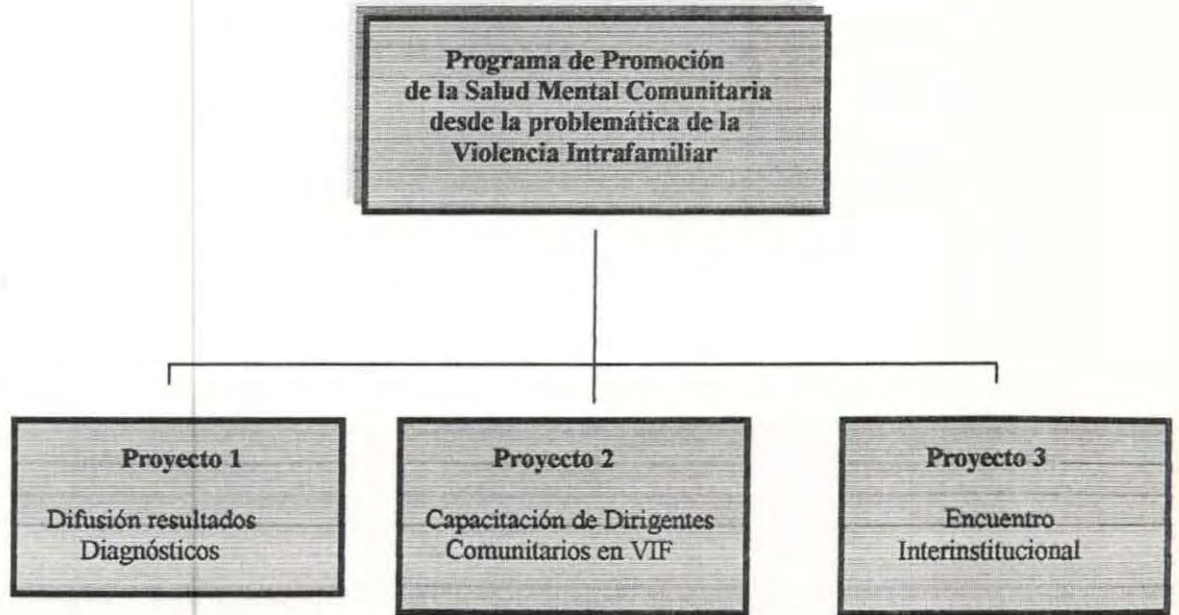 Programa de Promoción
de la Salud Mental Comunitaria
desde la problemática de la
Violencia Intrafamiliar
Proyecto 1
Difusión resultados
Diagnósticos
Proyecto 2
Capacitación de Dirigentes
Comunitarios en VIF
Proyecto 3
Encuentro
Interinstitucional